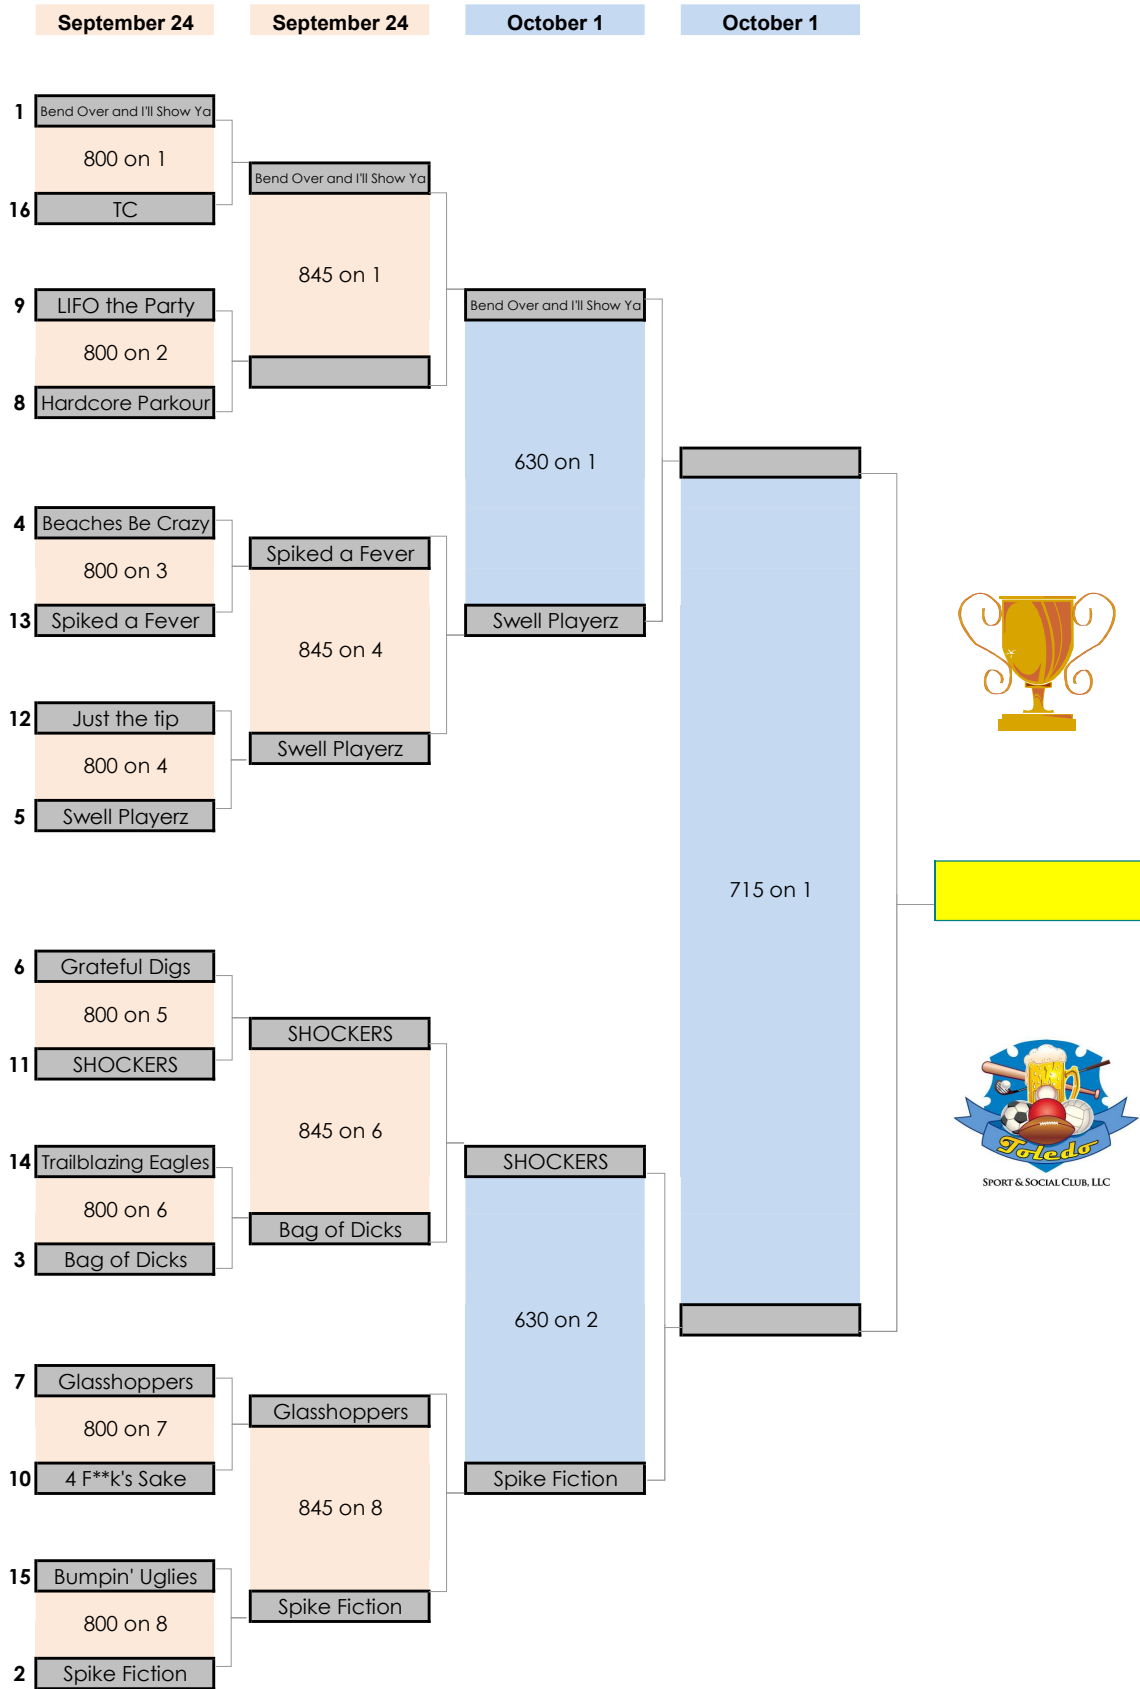 September 24
September 24
October 1
October 1
1 Bend Over and I'll Show Ya
800 on 1
Bend Over and I'll Show Ya
16 TC
845 on 1
9 LIFO the Party
Bend Over and I'll Show Ya
800 on 2
8 Hardcore Parkour
630 on 1
4 Beaches Be Crazy
Spiked a Fever
800 on 3
13 Spiked a Fever
Swell Playerz
845 on 4
12 Just the tip
Swell Playerz
800 on 4
5 Swell Playerz
715 on 1
6 Grateful Digs
800 on 5
SHOCKERS
11 SHOCKERS
845 on 6
14 Trailblazing Eagles
SHOCKERS
Toledo
SPORT & SOCIAL CLUB, LLC
800 on 6
Bag of Dicks
3 Bag of Dicks
630 on 2
7 Glasshoppers
Glasshoppers
800 on 7
10 4 F**k's Sake
Spike Fiction
845 on 8
15 Bumpin' Uglies
Spike Fiction
800 on 8
2 Spike Fiction